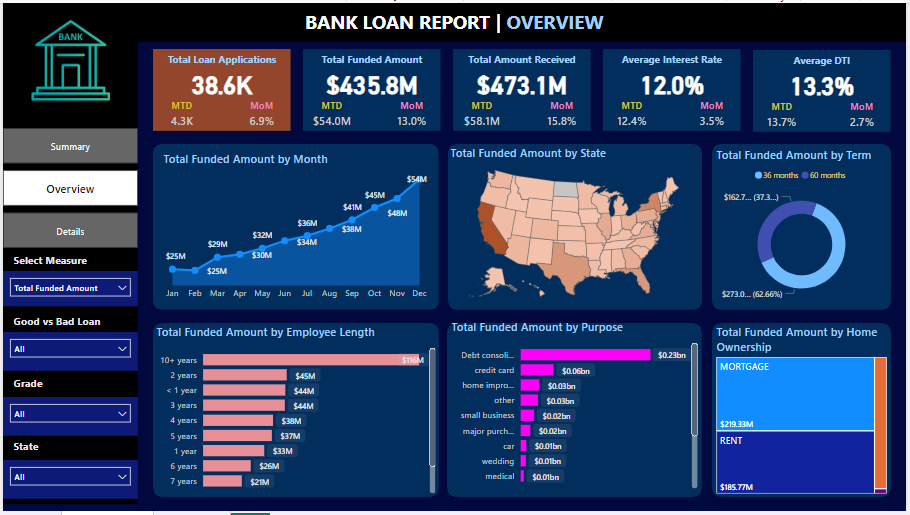 BANK LOAN REPORT | OVERVIEW
BANK
Summary
Overview
Details
Select Measure
Total Funded Amount
Good vs Bad Loan
All
Grade
All
State
All
Total Loan Applications
38.6K
MTD MoM
4.3K 6.9%
Total Funded Amount
$435.8M
MTD MoM
$54.0M 13.0%
Total Amount Received
$473.1M
MTD MoM
$58.1M 15.8%
Average Interest Rate
12.0%
MTD MoM
12.4% 3.5%
Average DTI
13.3%
MTD MoM
13.7% 2.7%
Total Funded Amount by Month
$54M
$45M
$41M
$48M
$36M
$38M
$32M
$34M
$29M
$30M
$25M
$25M
Jan Feb Mar Apr May Jun Jul Aug Sep Oct Nov Dec
Total Funded Amount by State
Total Funded Amount by Term
36 months 60 months
$162.7... (37.3...)
$273.0... (62.66%)
Total Funded Amount by Employee Length
10+ years $116M
2 years $45M
< 1 year $44M
3 years $44M
4 years $38M
5 years $37M
1 year $33M
6 years $26M
7 years $21M
Total Funded Amount by Purpose
Debt consoli... $0.23bn
credit card $0.06bn
home impro... $0.03bn
other $0.03bn
small business $0.02bn
major purch... $0.02bn
car $0.01bn
wedding $0.01bn
medical $0.01bn
Total Funded Amount by Home
Ownership
MORTGAGE
$219.33M
RENT
$185.77M